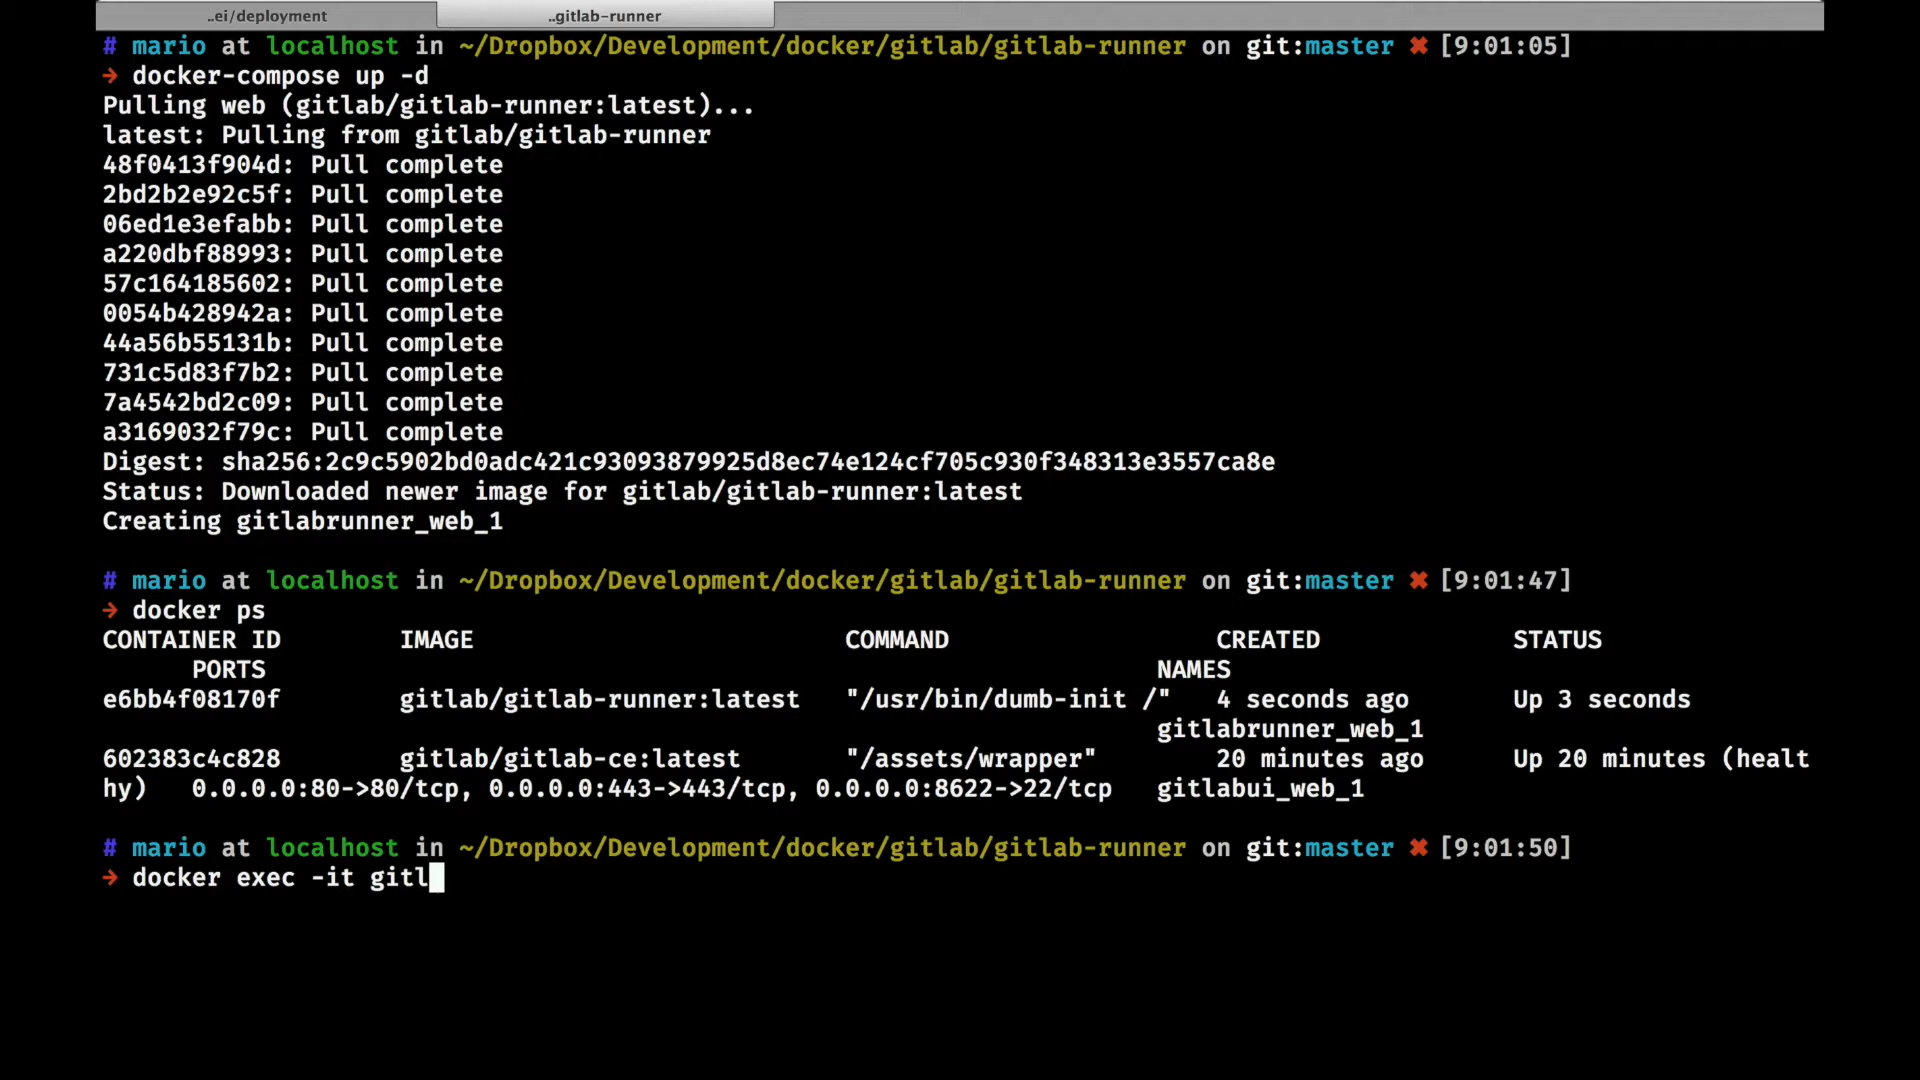 ..ei/deployment ..gitlab-runner
# mario at localhost in ~/Dropbox/Development/docker/gitlab/gitlab-runner on git:master ✖ [9:01:05]
→ docker-compose up -d
Pulling web (gitlab/gitlab-runner:latest)...
latest: Pulling from gitlab/gitlab-runner
48f0413f904d: Pull complete
2bd2b2e92c5f: Pull complete
06ed1e3efabb: Pull complete
a220dbf88993: Pull complete
57c164185602: Pull complete
0054b428942a: Pull complete
44a56b55131b: Pull complete
731c5d83f7b2: Pull complete
7a4542bd2c09: Pull complete
a3169032f79c: Pull complete
Digest: sha256:2c9c5902bd0adc421c93093879925d8ec74e124cf705c930f348313e3557ca8e
Status: Downloaded newer image for gitlab/gitlab-runner:latest
Creating gitlabrunner_web_1
# mario at localhost in ~/Dropbox/Development/docker/gitlab/gitlab-runner on git:master ✖ [9:01:47]
→ docker ps
CONTAINER ID IMAGE COMMAND CREATED STATUS
PORTS NAMES
e6bb4f08170f gitlab/gitlab-runner:latest "/usr/bin/dumb-init /" 4 seconds ago Up 3 seconds
gitlabrunner_web_1
602383c4c828 gitlab/gitlab-ce:latest "/assets/wrapper" 20 minutes ago Up 20 minutes (healt
hy) 0.0.0.0:80->80/tcp, 0.0.0.0:443->443/tcp, 0.0.0.0:8622->22/tcp gitlabui_web_1
# mario at localhost in ~/Dropbox/Development/docker/gitlab/gitlab-runner on git:master ✖ [9:01:50]
→ docker exec -it gitl